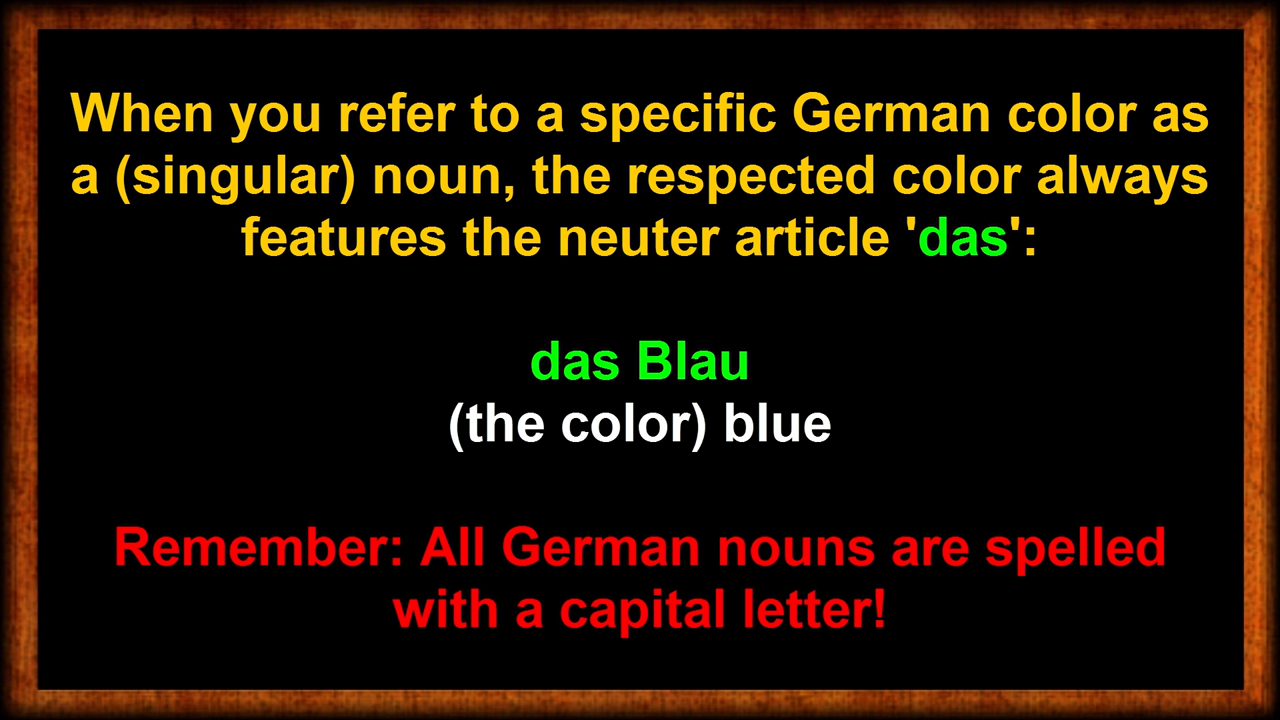 When you refer to a specific German color as
a (singular) noun, the respected color always
features the neuter article 'das':
das Blau
(the color) blue
Remember: All German nouns are spelled
with a capital letter!